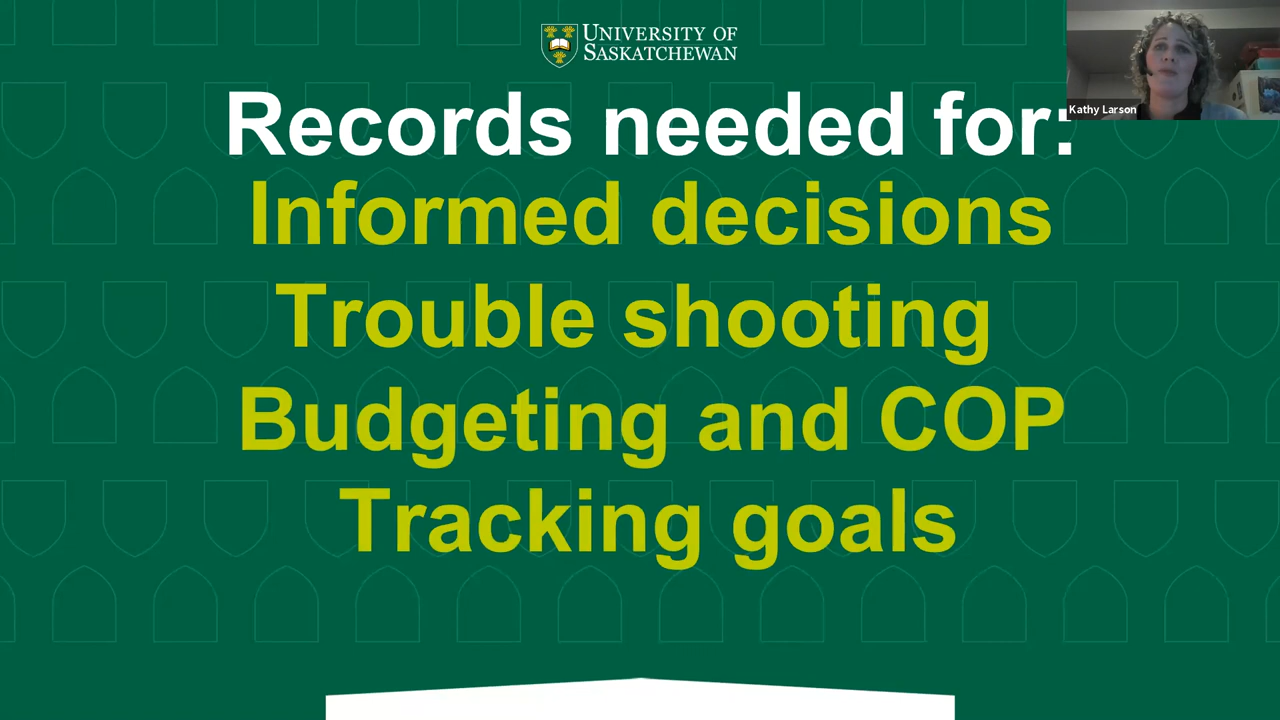 UNIVERSITY OF
SASKATCHEWAN
Kathy Larson
Records needed for:
Informed decisions
Trouble shooting
Budgeting and COP
Tracking goals